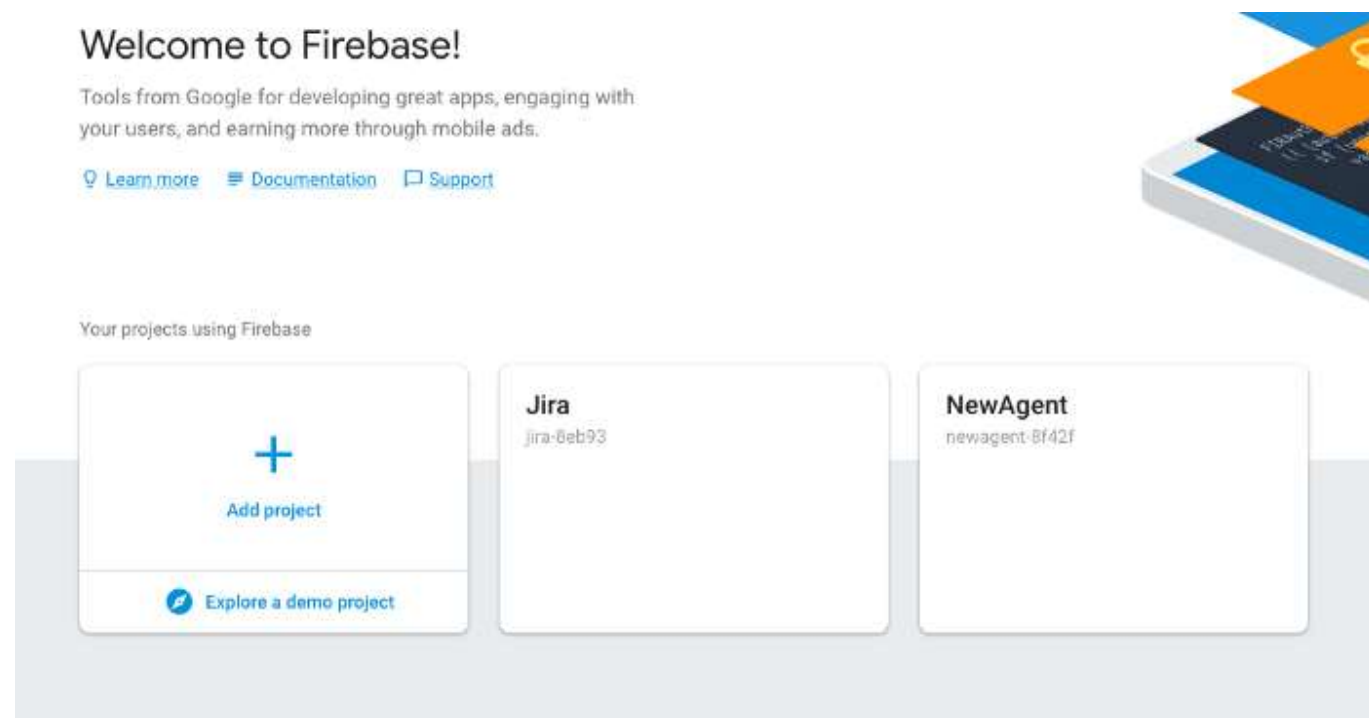 Welcome to Firebase!
Tools from Google for developing great apps, engaging with
your users, and earning more through mobile ads.
Learn more Documentation Support
Your projects using Firebase
Add project
Explore a demo project
Jira
jira-8eb93
NewAgent
newagent-8f42f